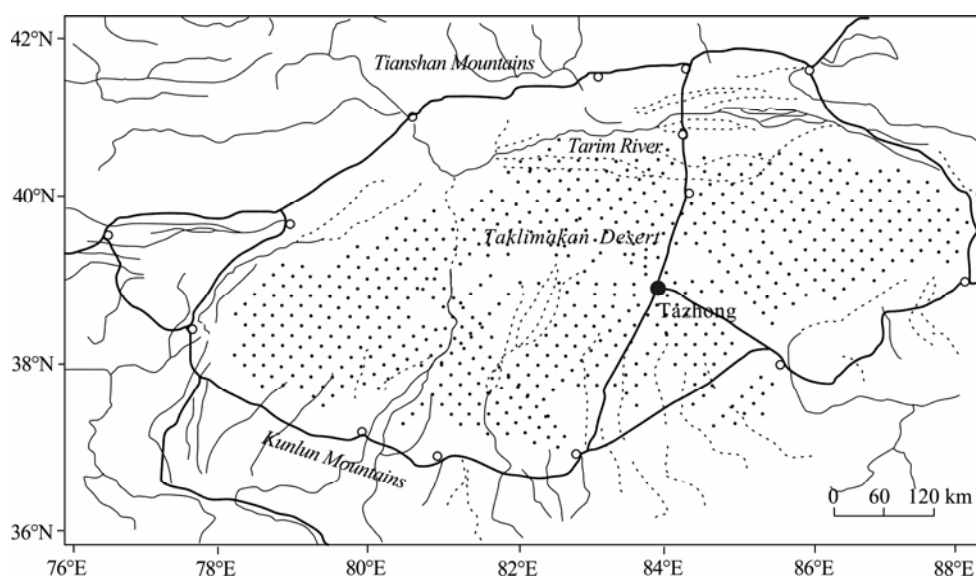 42°N
Tianshan Mountains
Tarim River
40°N
Taklimakan Desert
Tazhong
38°N
Kunlun Mountains
0 60 120 km
36°N
76°E 78°E 80°E 82°E 84°E 86°E 88°E